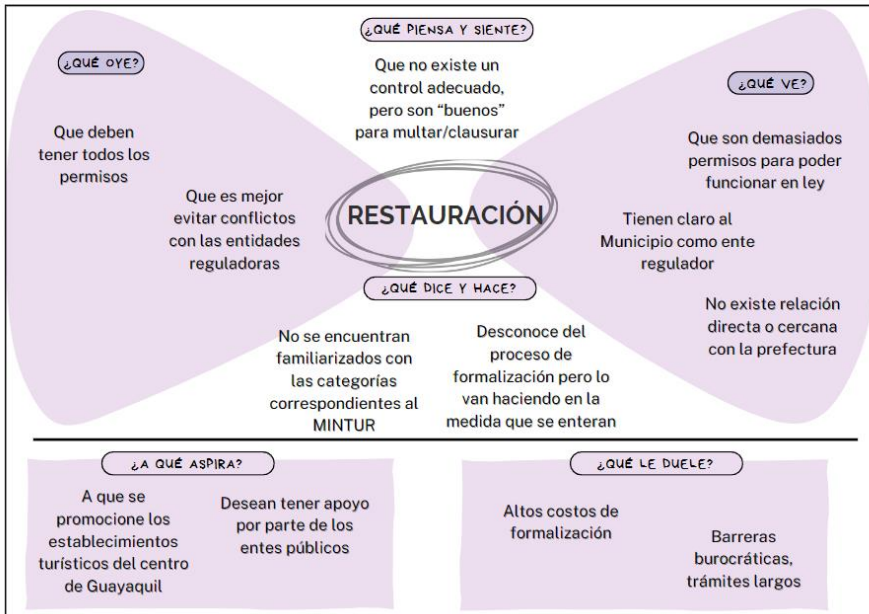 ¿QUÉ PIENSA Y SIENTE?
Que no existe un
control adecuado,
pero son “buenos”
para multar/clausurar
¿QUÉ OYE?
Que deben
tener todos los
permisos
Que es mejor
evitar conflictos
con las entidades
reguladoras
¿QUÉ VE?
Que son demasiados
permisos para poder
funcionar en ley
Tienen claro al
Municipio como ente
regulador
No existe relación
directa o cercana
con la prefectura
RESTAURACIÓN
¿QUÉ DICE Y HACE?
No se encuentran
familiarizados con
las categorías
correspondientes al
MINTUR
Desconoce del
proceso de
formalización pero lo
van haciendo en la
medida que se enteran
¿A QUÉ ASPIRA?
A que se
promocione los
establecimientos
turísticos del centro
de Guayaquil
Desean tener apoyo
por parte de los
entes públicos
¿QUÉ LE DUELE?
Altos costos de
formalización
Barreras
burocráticas,
trámites largos